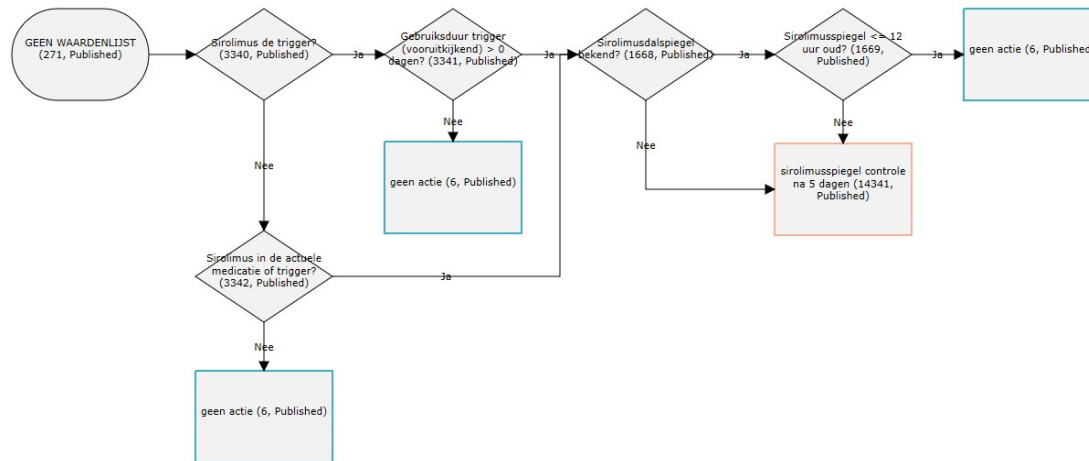 GEEN WAARDENLIJST
(271, Published)
Sirolimus de trigger?
(3340, Published)
Ja
Gebruiksduur trigger
(vooruitkijkend) > 0
dagen? (3341, Published)
Ja
Sirolimusdalspiegel
bekend? (1668, Published)
Ja
Sirolimusspiegel <= 12
uur oud? (1669,
Published)
Ja
geen actie (6, Published)
Nee
Nee
Nee
Nee
geen actie (6, Published)
sirolimusspiegel controle
na 5 dagen (14341,
Published)
Sirolimus in de actuele
medicatie of trigger?
(3342, Published)
Ja
Nee
geen actie (6, Published)